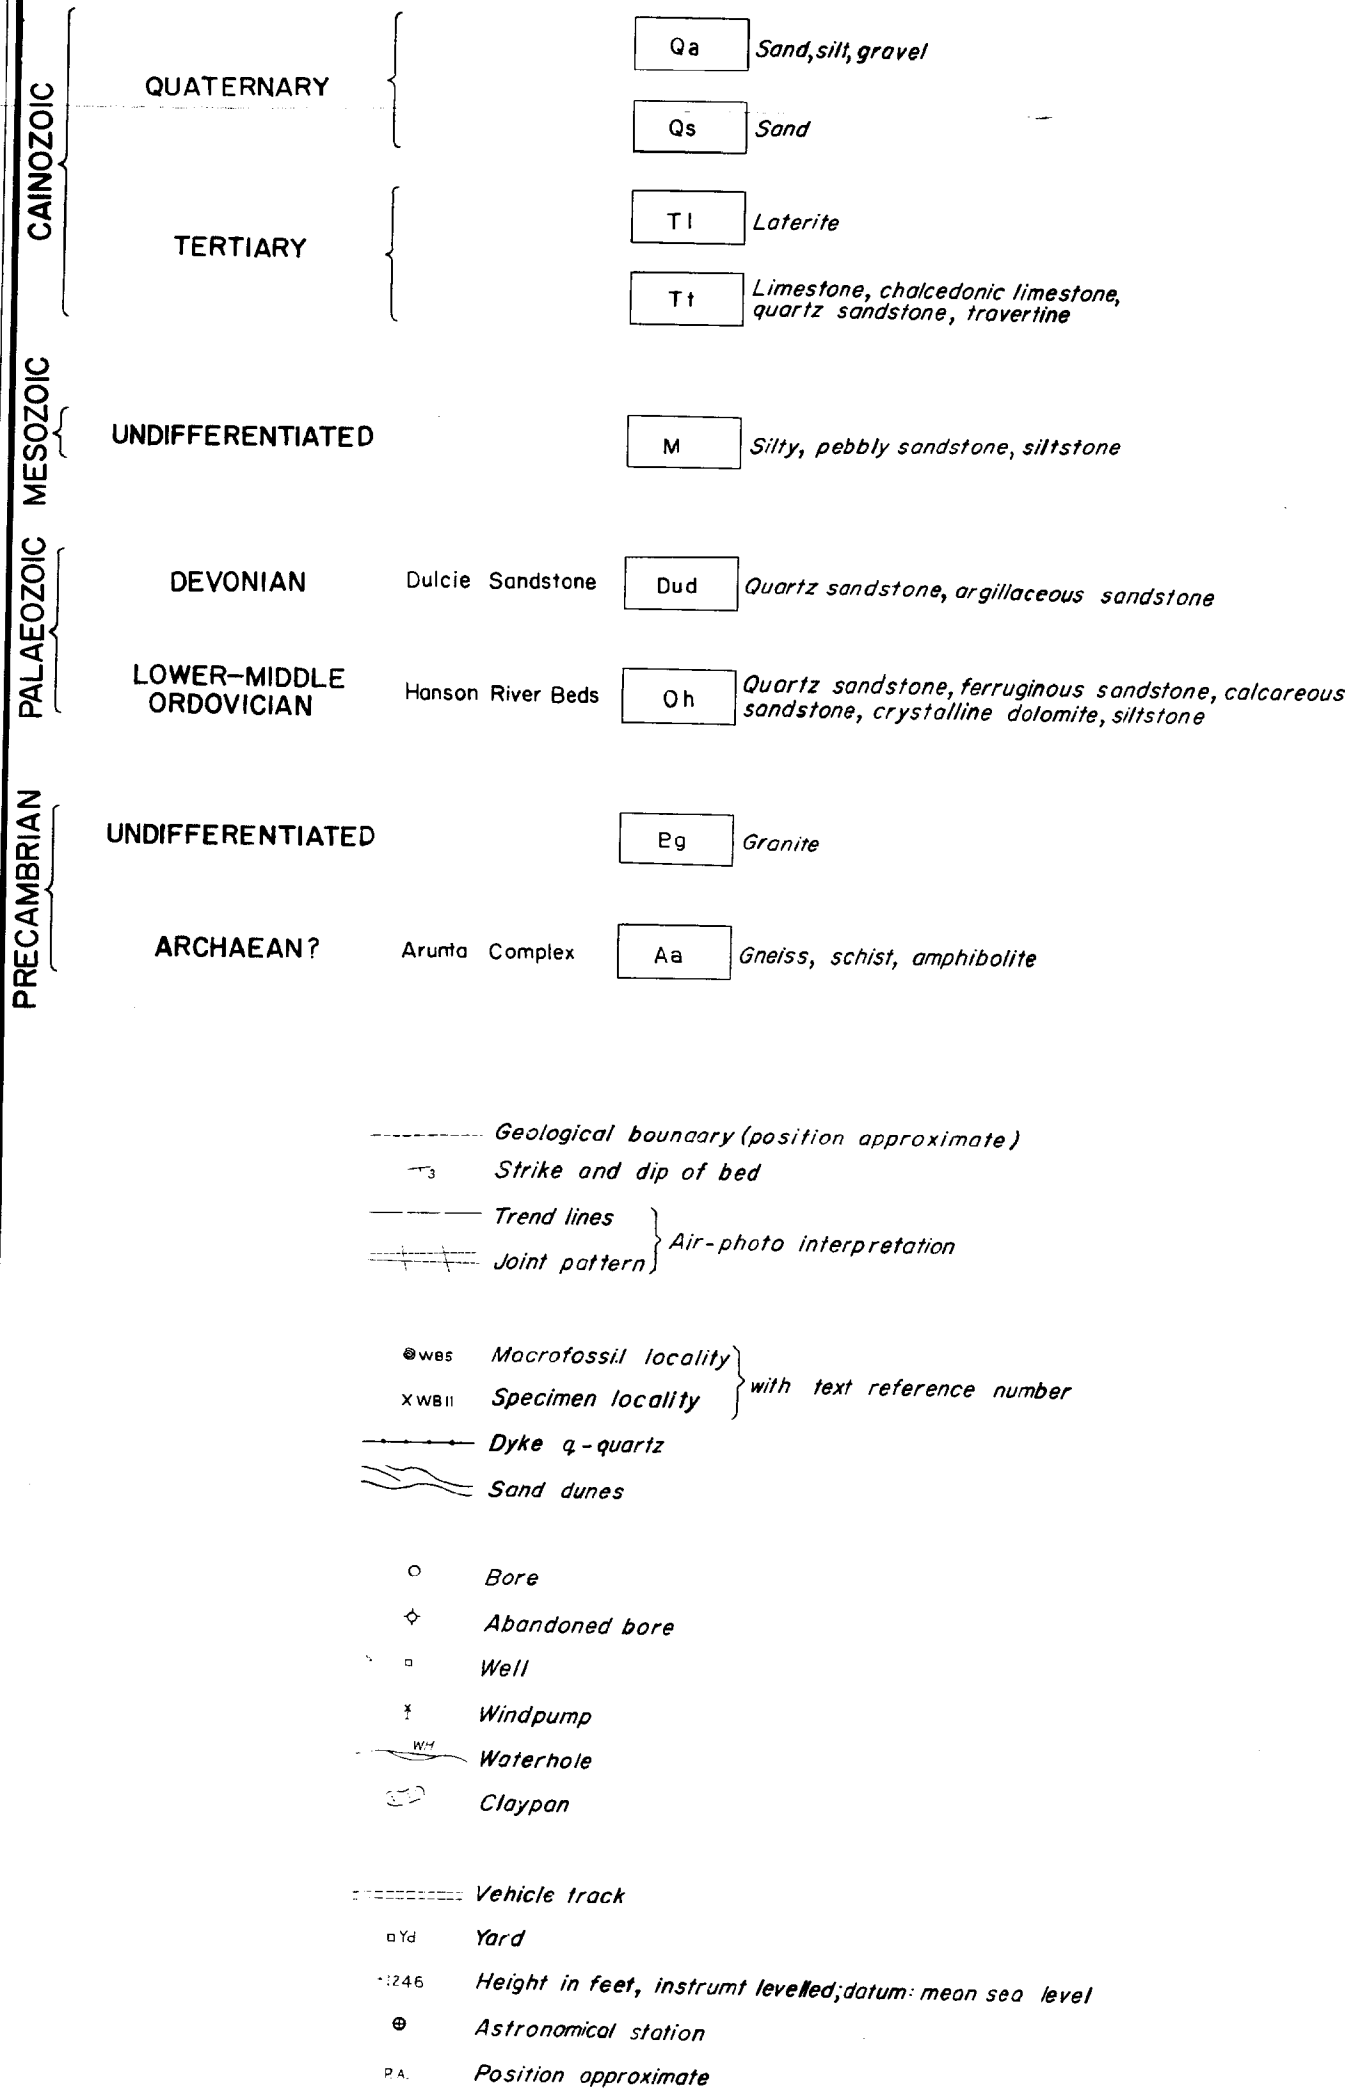 CAINOZOIC
QUATERNARY
Qa Sand, silt, gravel
Qs Sand
TERTIARY
Tl Laterite
Tt Limestone, chalcedonic limestone,
quartz sandstone, travertine
MESOZOIC
UNDIFFERENTIATED
M Silty, pebbly sandstone, siltstone
PALAEOZOIC
DEVONIAN Dulcie Sandstone Dud Quartz sandstone, argillaceous sandstone
LOWER-MIDDLE
ORDOVICIAN
Hanson River Beds Oh Quartz sandstone, ferruginous sandstone, calcareous
sandstone, crystalline dolomite, siltstone
PRECAMBRIAN
UNDIFFERENTIATED
Pg Granite
ARCHAEAN? Arunta Complex Aa Gneiss, schist, amphibolite
Geological boundary (position approximate)
3 Strike and dip of bed
Trend lines
Joint pattern
Air-photo interpretation
WB5 Macrofossil locality
X WB11 Specimen locality
with text reference number
Dyke q-quartz
Sand dunes
Bore
Abandoned bore
Well
Windpump
WH Waterhole
Claypan
Vehicle track
Yd Yard
·1246 Height in feet, instrumt levelled; datum: mean sea level
Astronomical station
P.A. Position approximate